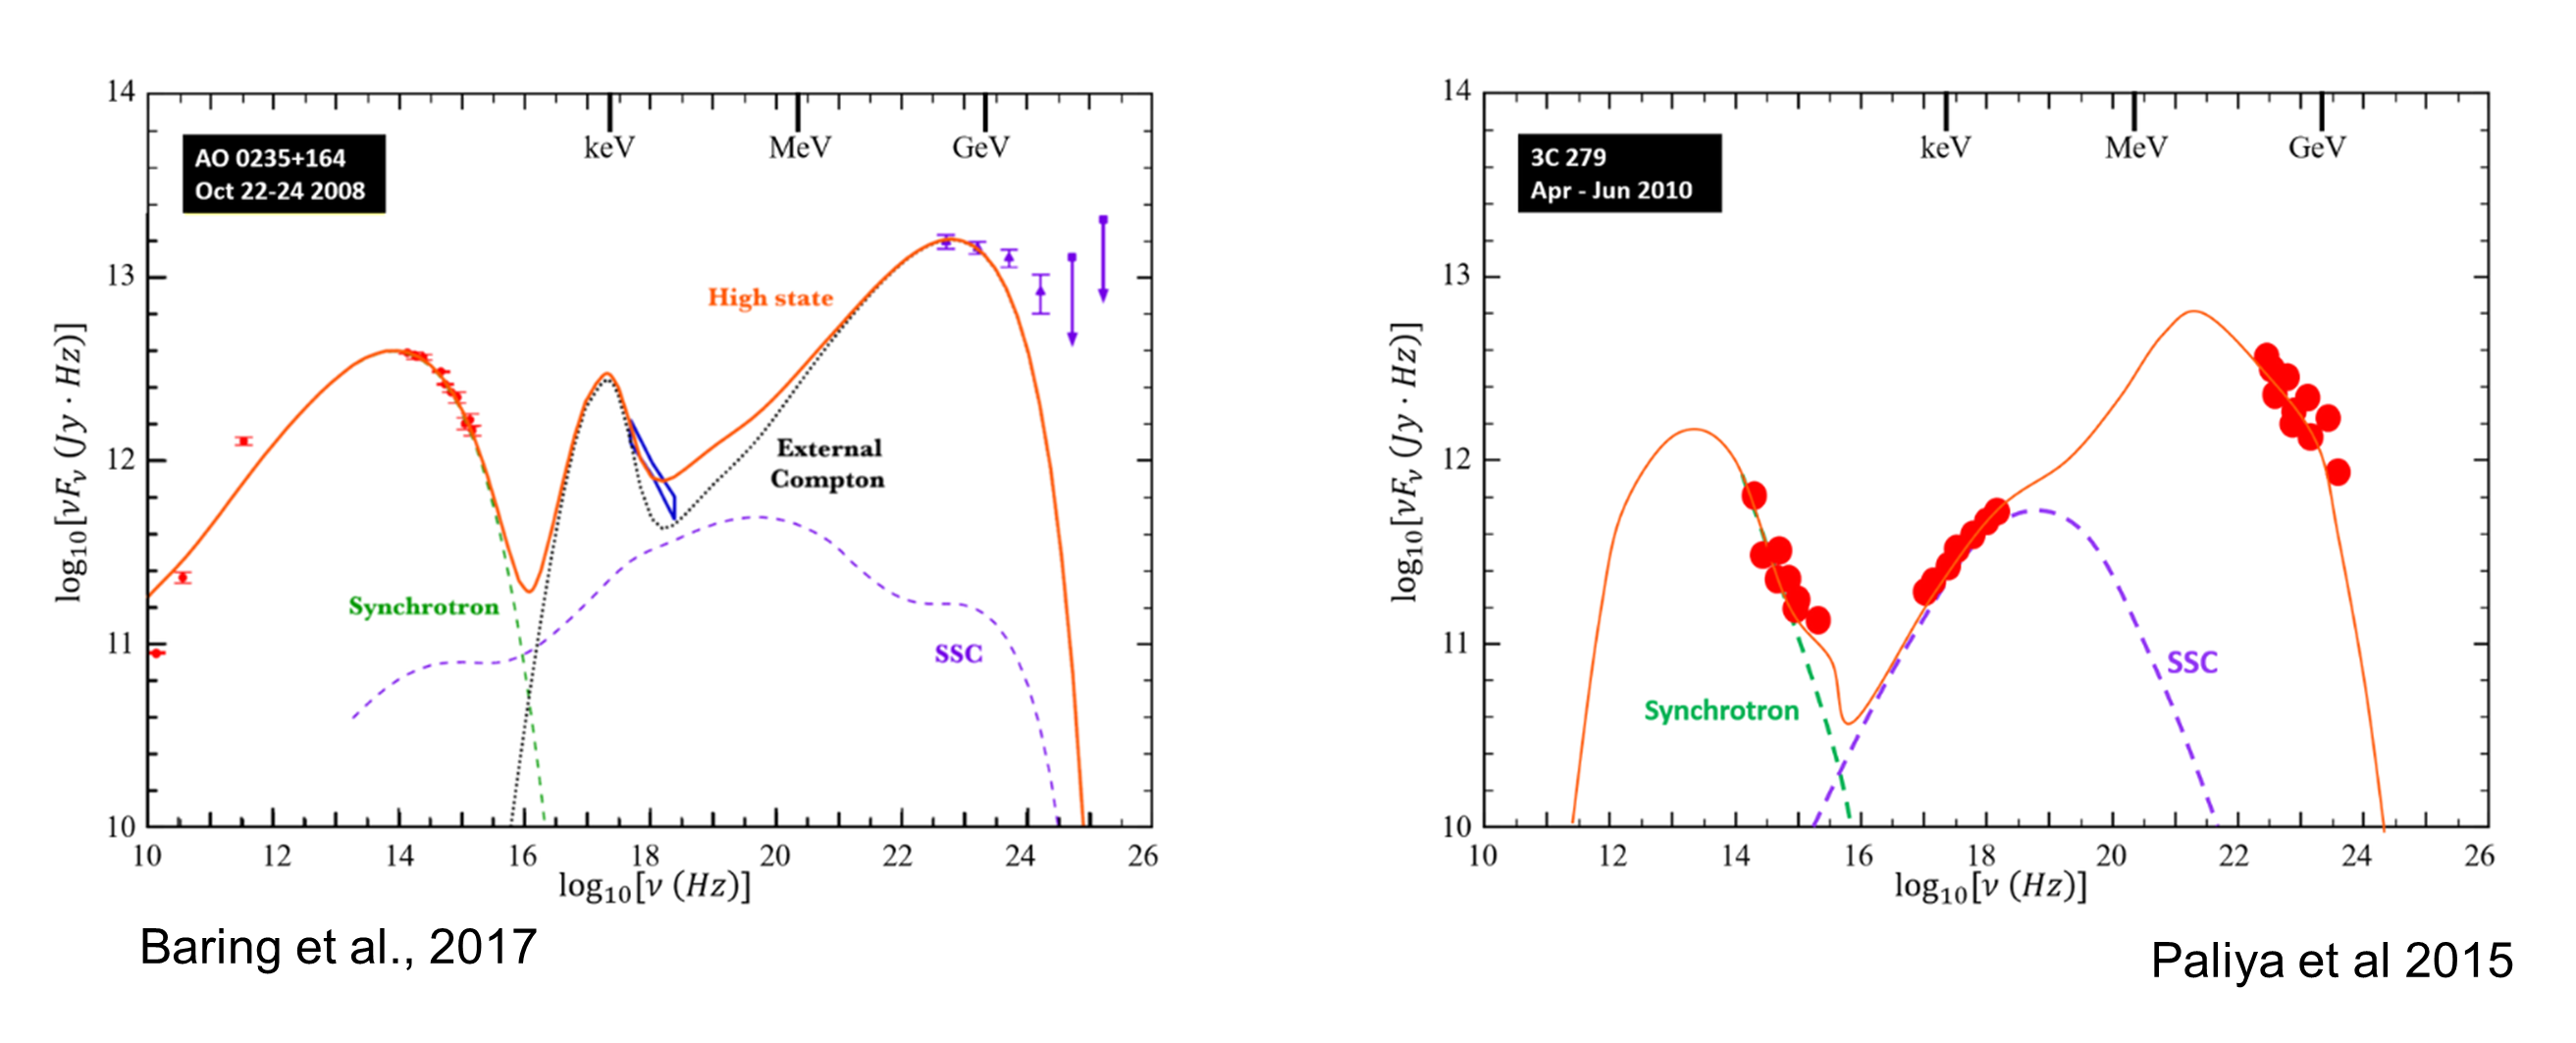 AO 0235+164
Oct 22-24 2008
keV
MeV
GeV
14
13
12
11
10
log₁₀[νFν (Jy · Hz)]
High state
External
Compton
Synchrotron
SSC
10 12 14 16 18 20 22 24 26
log₁₀[ν (Hz)]
Baring et al., 2017
3C 279
Apr - Jun 2010
keV
MeV
GeV
14
13
12
11
10
log₁₀[νFν (Jy · Hz)]
Synchrotron
SSC
10 12 14 16 18 20 22 24 26
log₁₀[ν (Hz)]
Paliya et al 2015